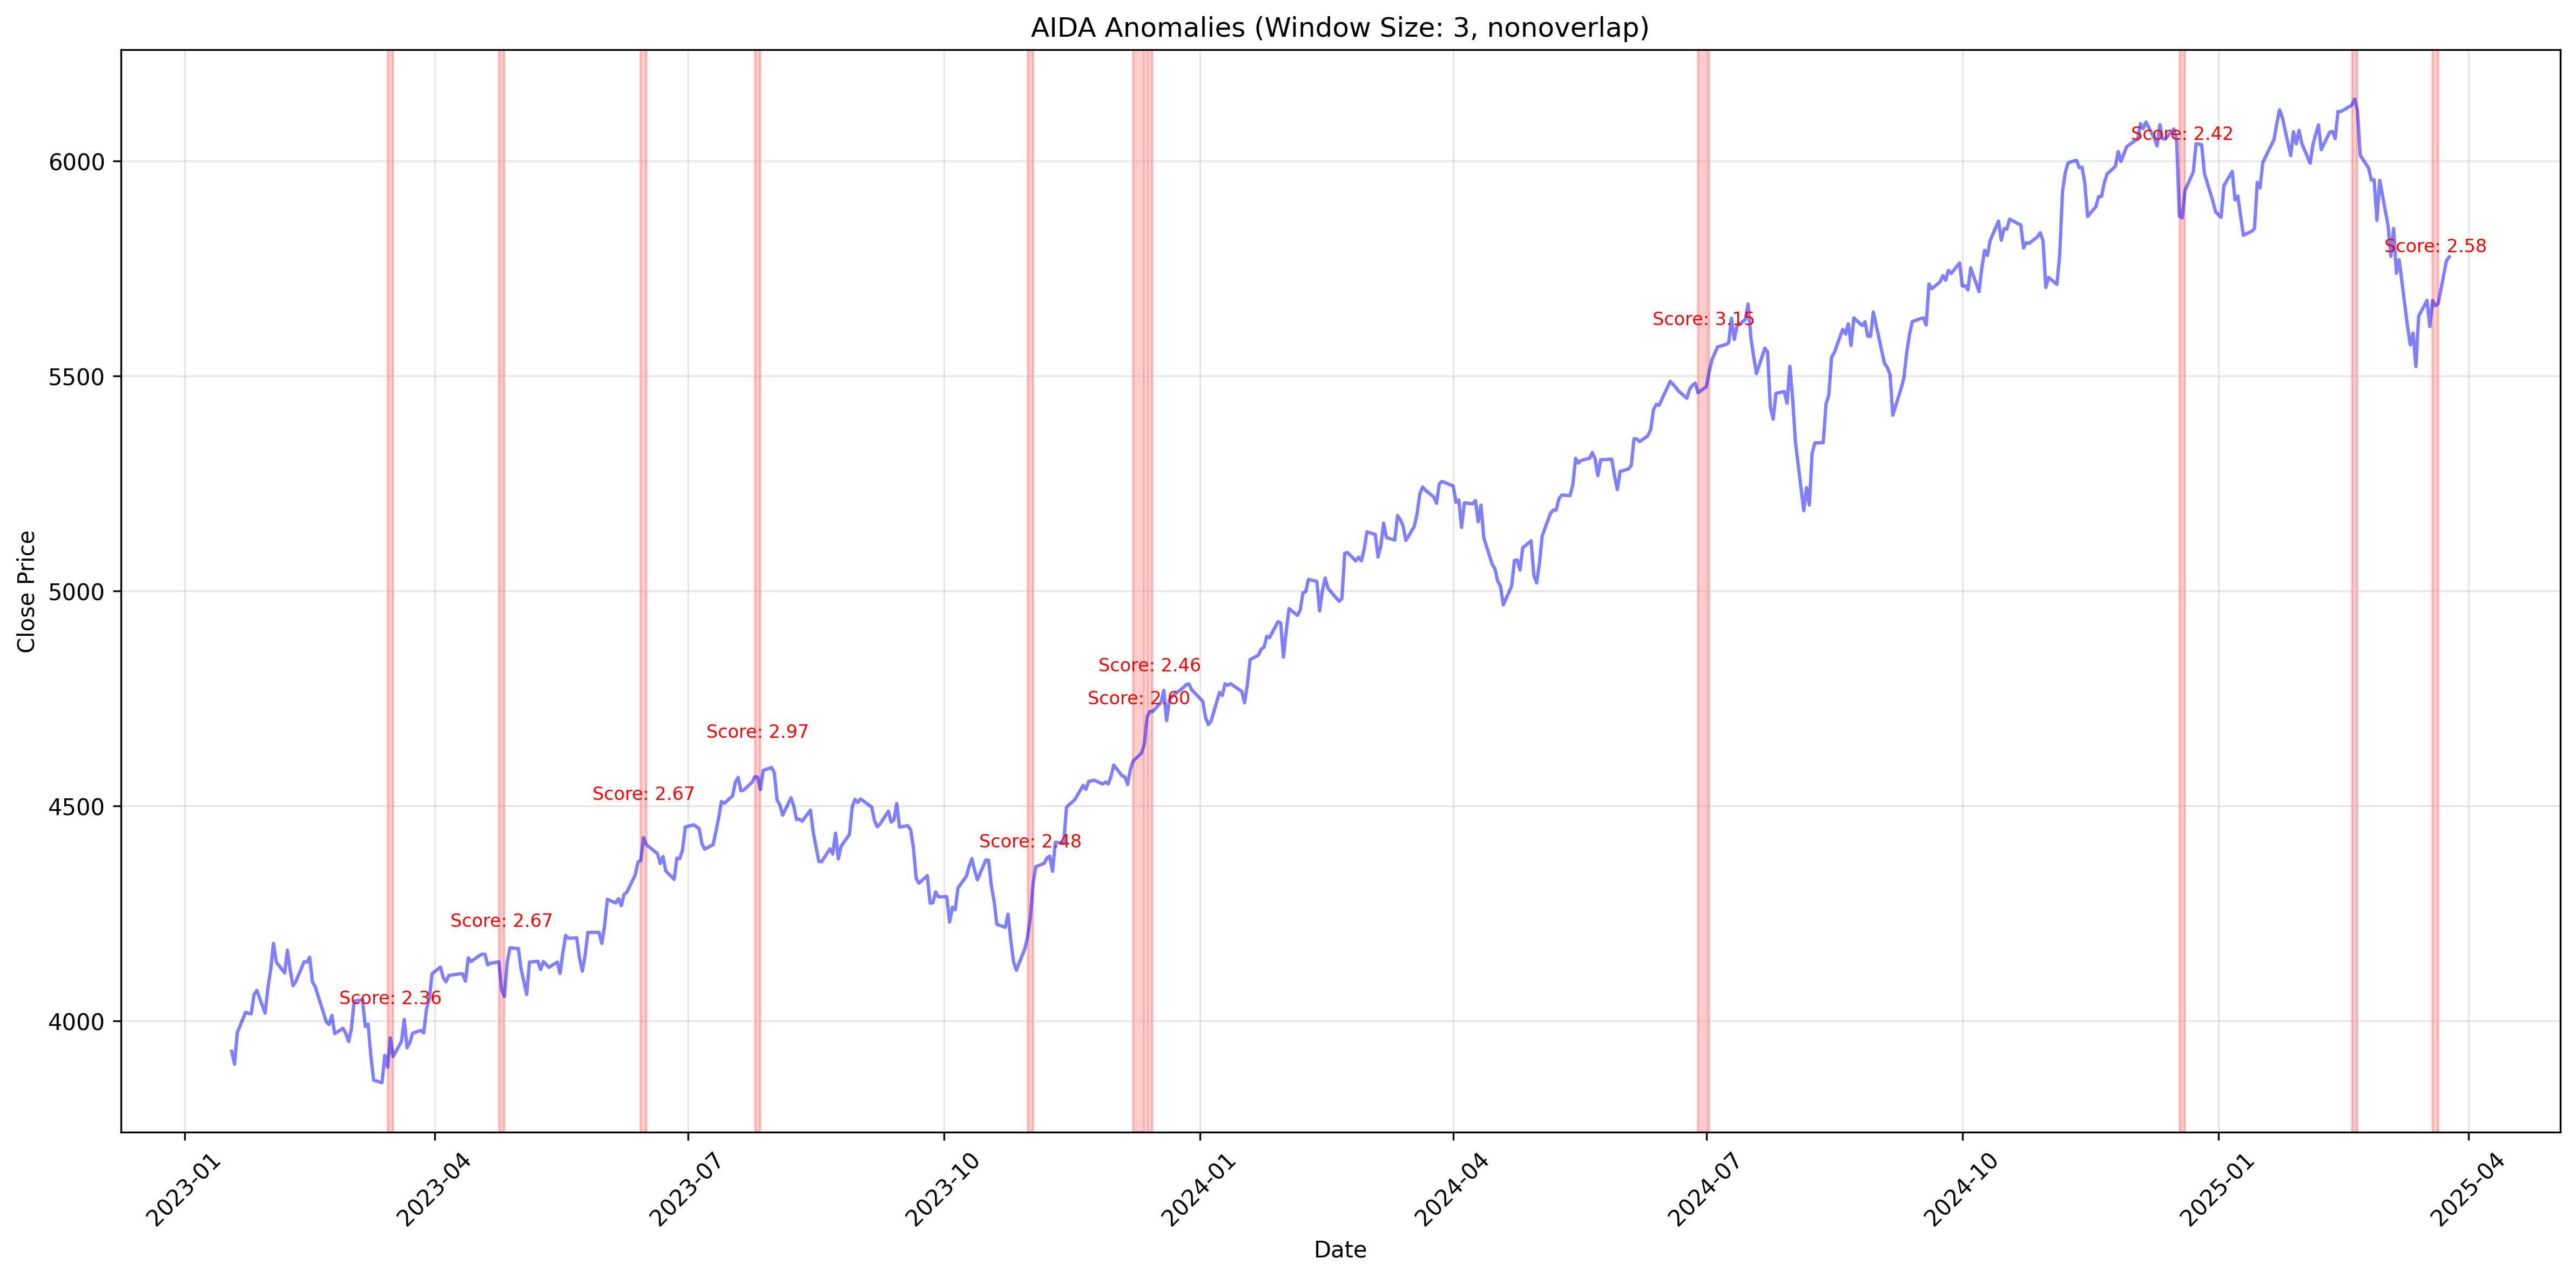 AIDA Anomalies (Window Size: 3, nonoverlap)
Score: 2.42
6000
Score: 2.58
Score: 3.15
5500
Close Price
5000
Score: 2.46
Score: 2.60
Score: 2.97
Score: 2.67
4500
Score: 2.48
Score: 2.67
Score: 2.36
4000
2023-01
2023-04
2023-07
2023-10
2024-01
2024-04
2024-07
2024-10
2025-01
2025-04
Date